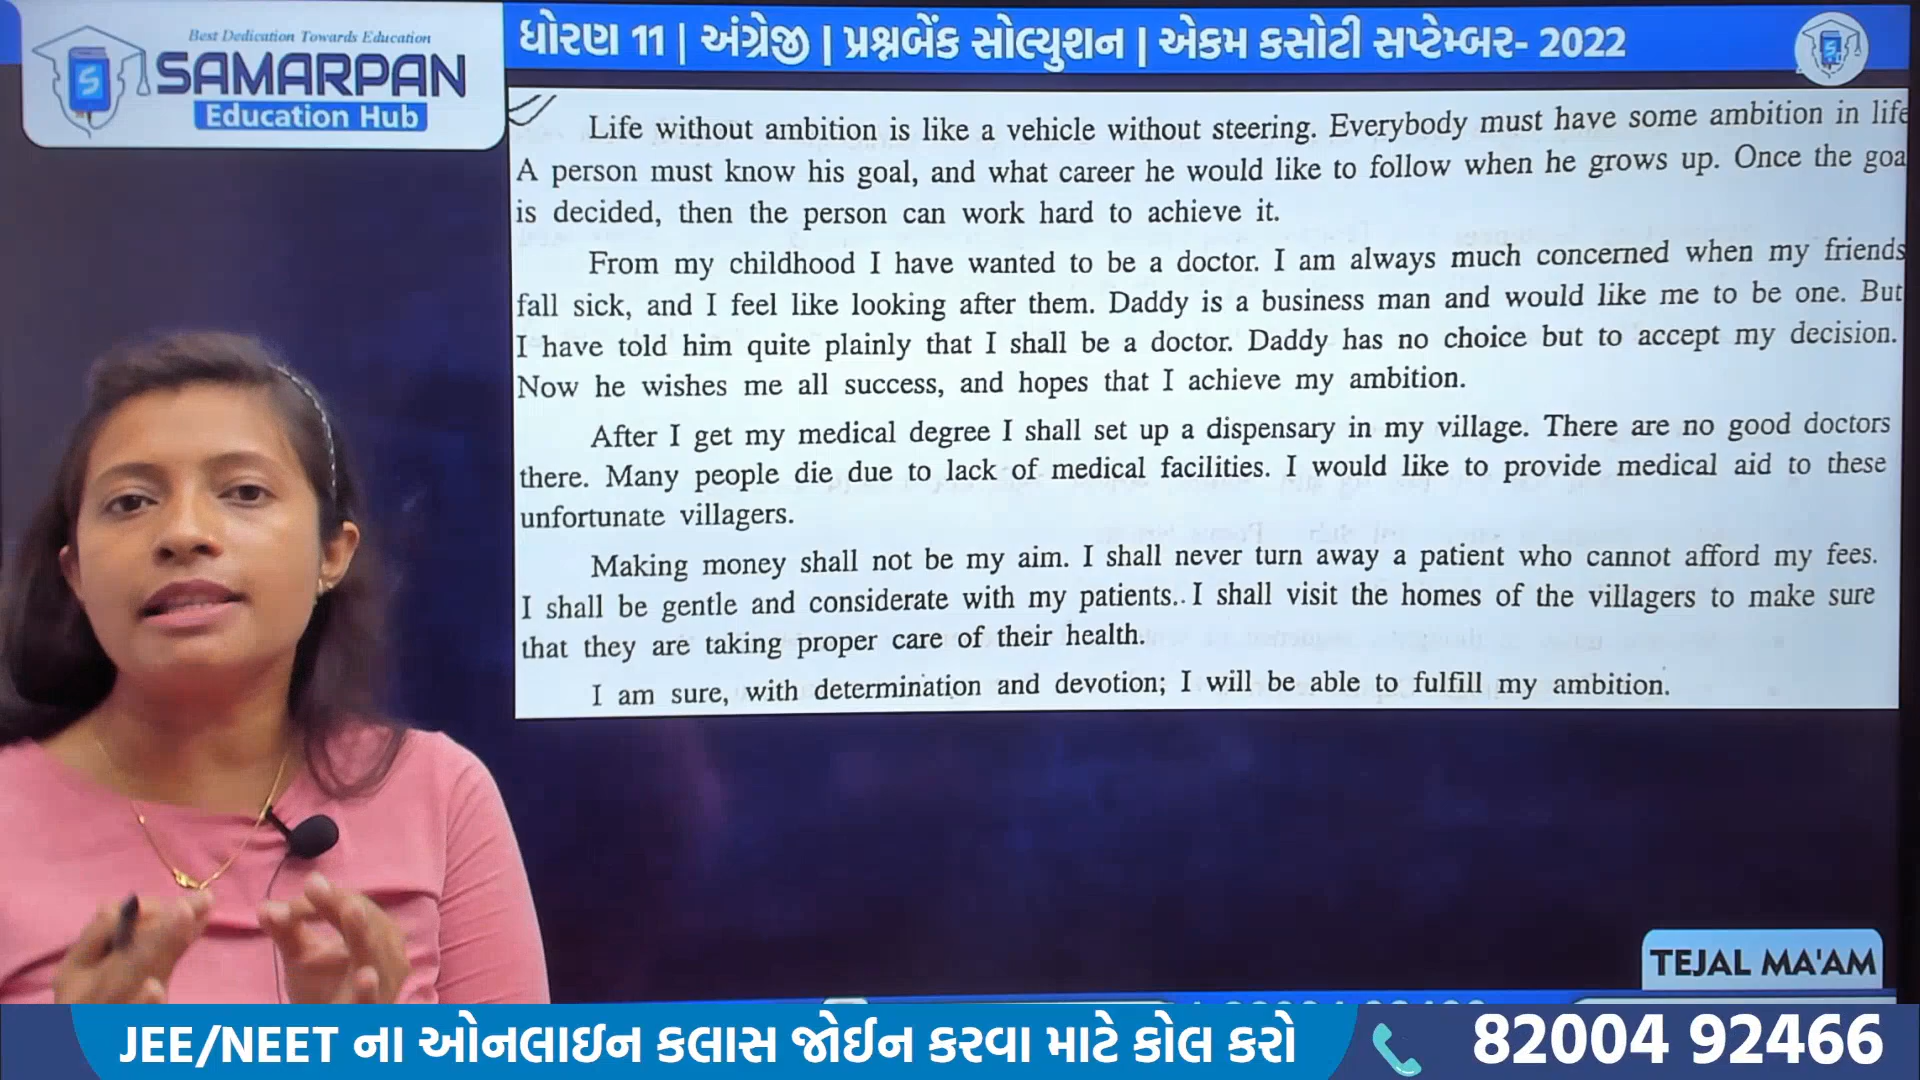 Best Dedication Towards Education
SAMARPAN
Education Hub
ધોરણ 11 | અંગ્રેજી | પ્રશ્નબેંક સોલ્યુશન | એકમ કસોટી સપ્ટેમ્બર- 2022
Life without ambition is like a vehicle without steering. Everybody must have some ambition in life
A person must know his goal, and what career he would like to follow when he grows up. Once the goa
is decided, then the person can work hard to achieve it.
From my childhood I have wanted to be a doctor. I am always much concerned when my friends
fall sick, and I feel like looking after them. Daddy is a business man and would like me to be one. But
I have told him quite plainly that I shall be a doctor. Daddy has no choice but to accept my decision.
Now he wishes me all success, and hopes that I achieve my ambition.
After I get my medical degree I shall set up a dispensary in my village. There are no good doctors
there. Many people die due to lack of medical facilities. I would like to provide medical aid to these
unfortunate villagers.
Making money shall not be my aim. I shall never turn away a patient who cannot afford my fees.
I shall be gentle and considerate with my patients. I shall visit the homes of the villagers to make sure
that they are taking proper care of their health.
I am sure, with determination and devotion; I will be able to fulfill my ambition.
TEJAL MA'AM
JEE/NEET ના ઓનલાઇન કલાસ જોઈન કરવા માટે કોલ કરો
82004 92466